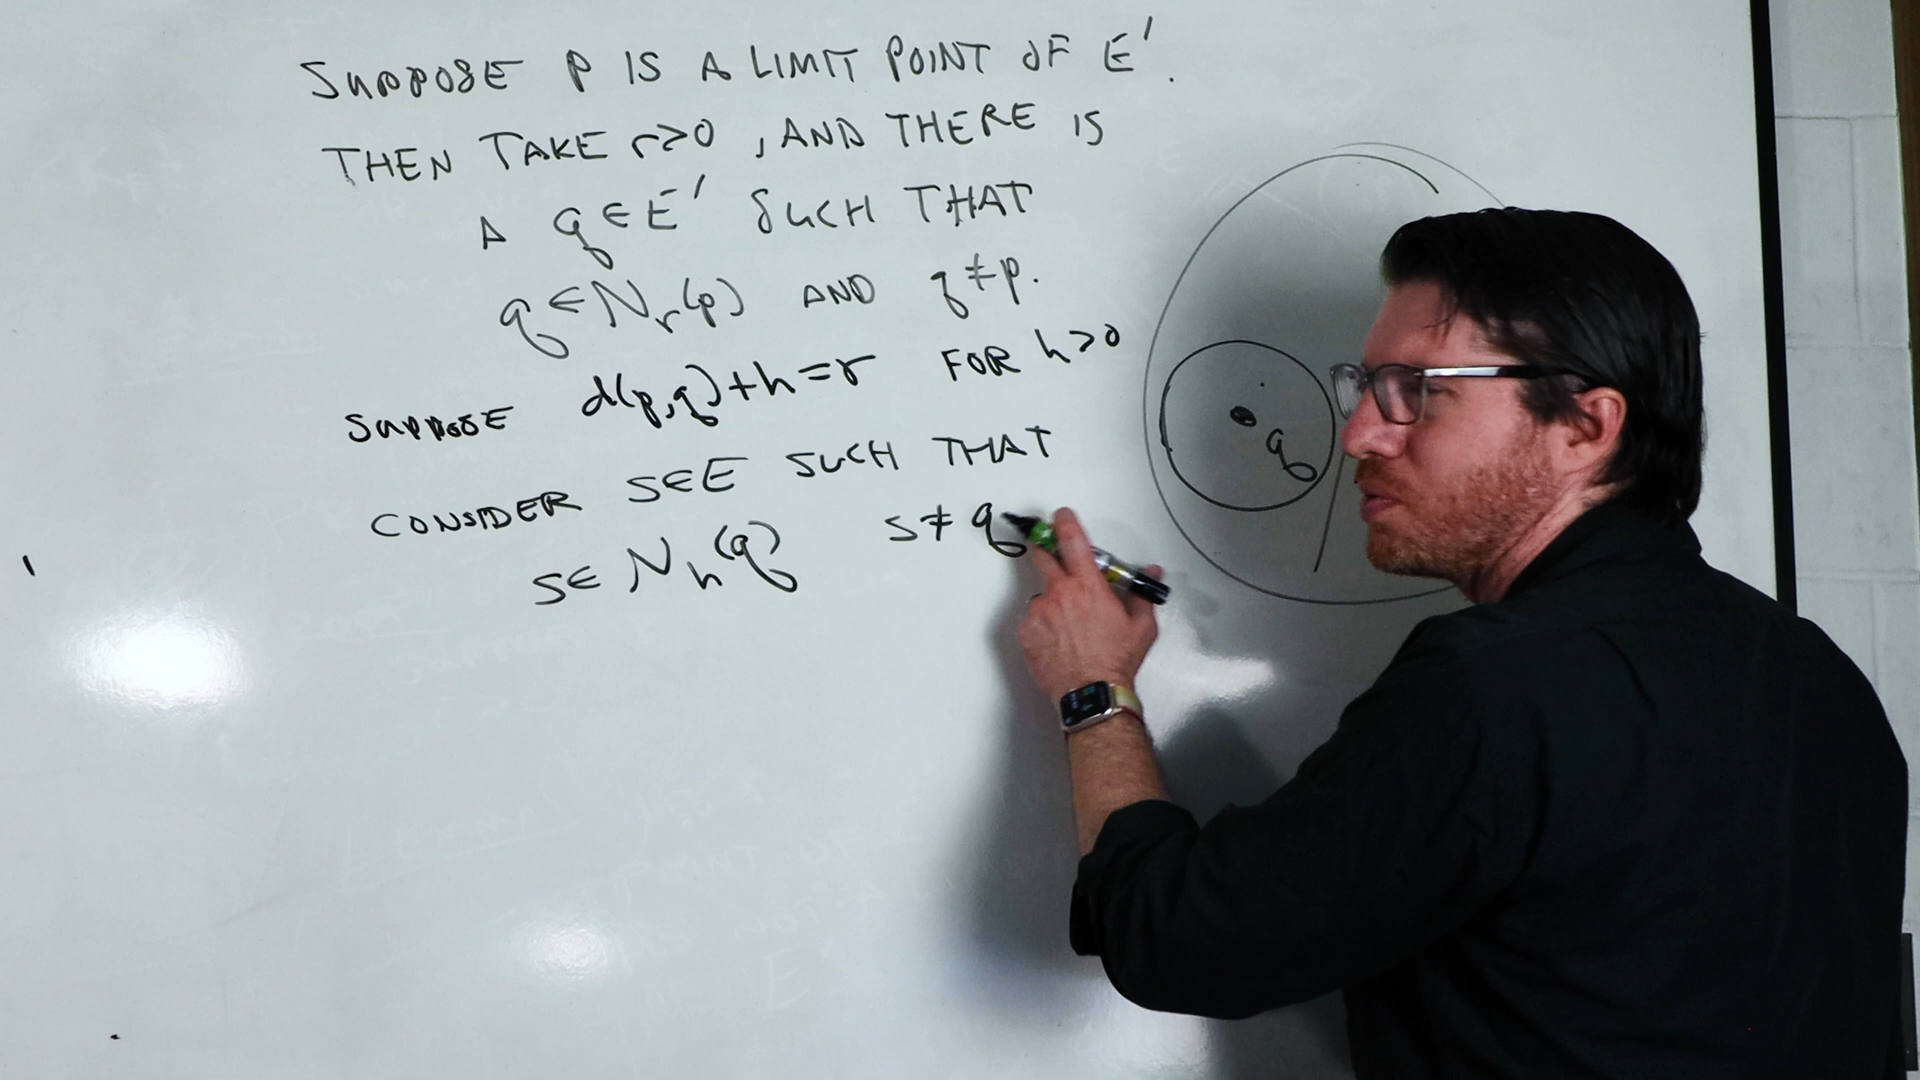 SUPPOSE P IS A LIMIT POINT OF E'.
THEN TAKE r>0, AND THERE IS
A q∈E' SUCH THAT
q∈N_r(p) AND q≠p.
SUPPOSE d(p,q)+h=r FOR h>0
CONSIDER S∈E SUCH THAT
S∈ N_h(q) S≠q
q